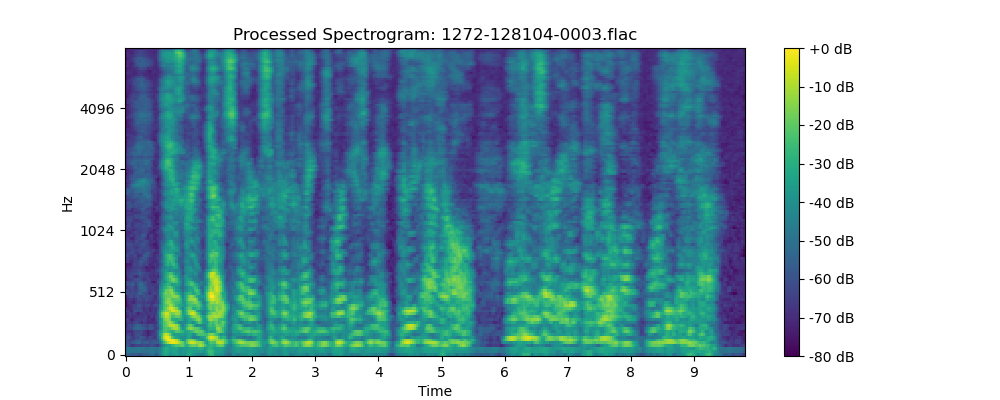 Processed Spectrogram: 1272-128104-0003.flac
Hz
4096
2048
1024
512
0
0 1 2 3 4 5 6 7 8 9
Time
+0 dB
-10 dB
-20 dB
-30 dB
-40 dB
-50 dB
-60 dB
-70 dB
-80 dB